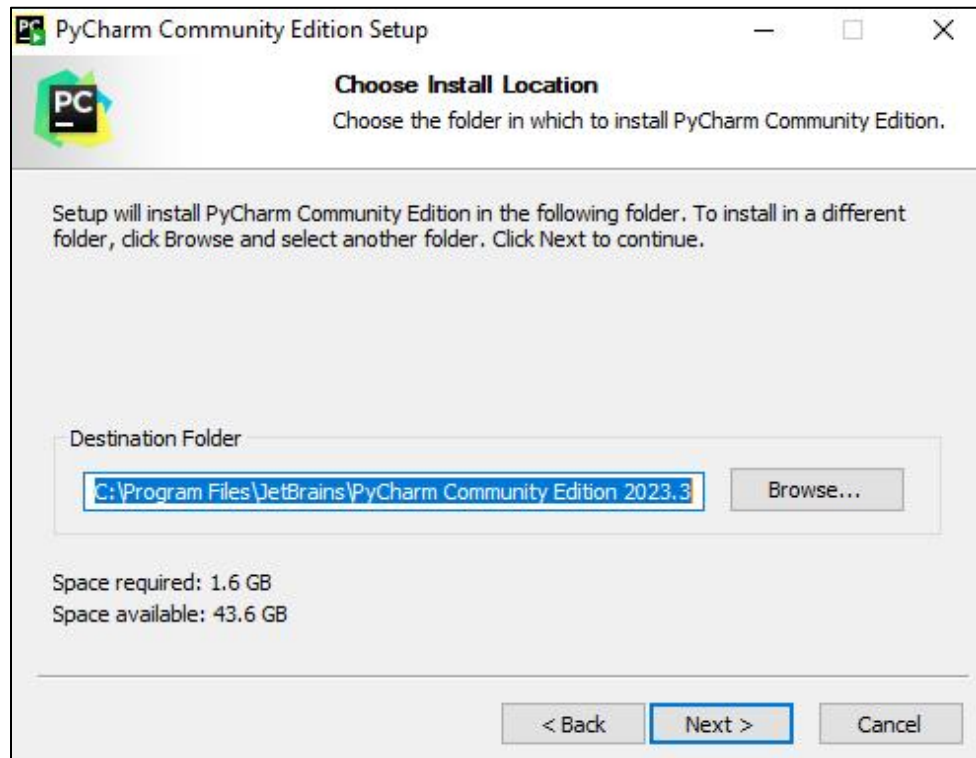 PyCharm Community Edition Setup
PC
Choose Install Location
Choose the folder in which to install PyCharm Community Edition.
Setup will install PyCharm Community Edition in the following folder. To install in a different
folder, click Browse and select another folder. Click Next to continue.
Destination Folder
C:\Program Files\JetBrains\PyCharm Community Edition 2023.3
Browse...
Space required: 1.6 GB
Space available: 43.6 GB
< Back
Next >
Cancel